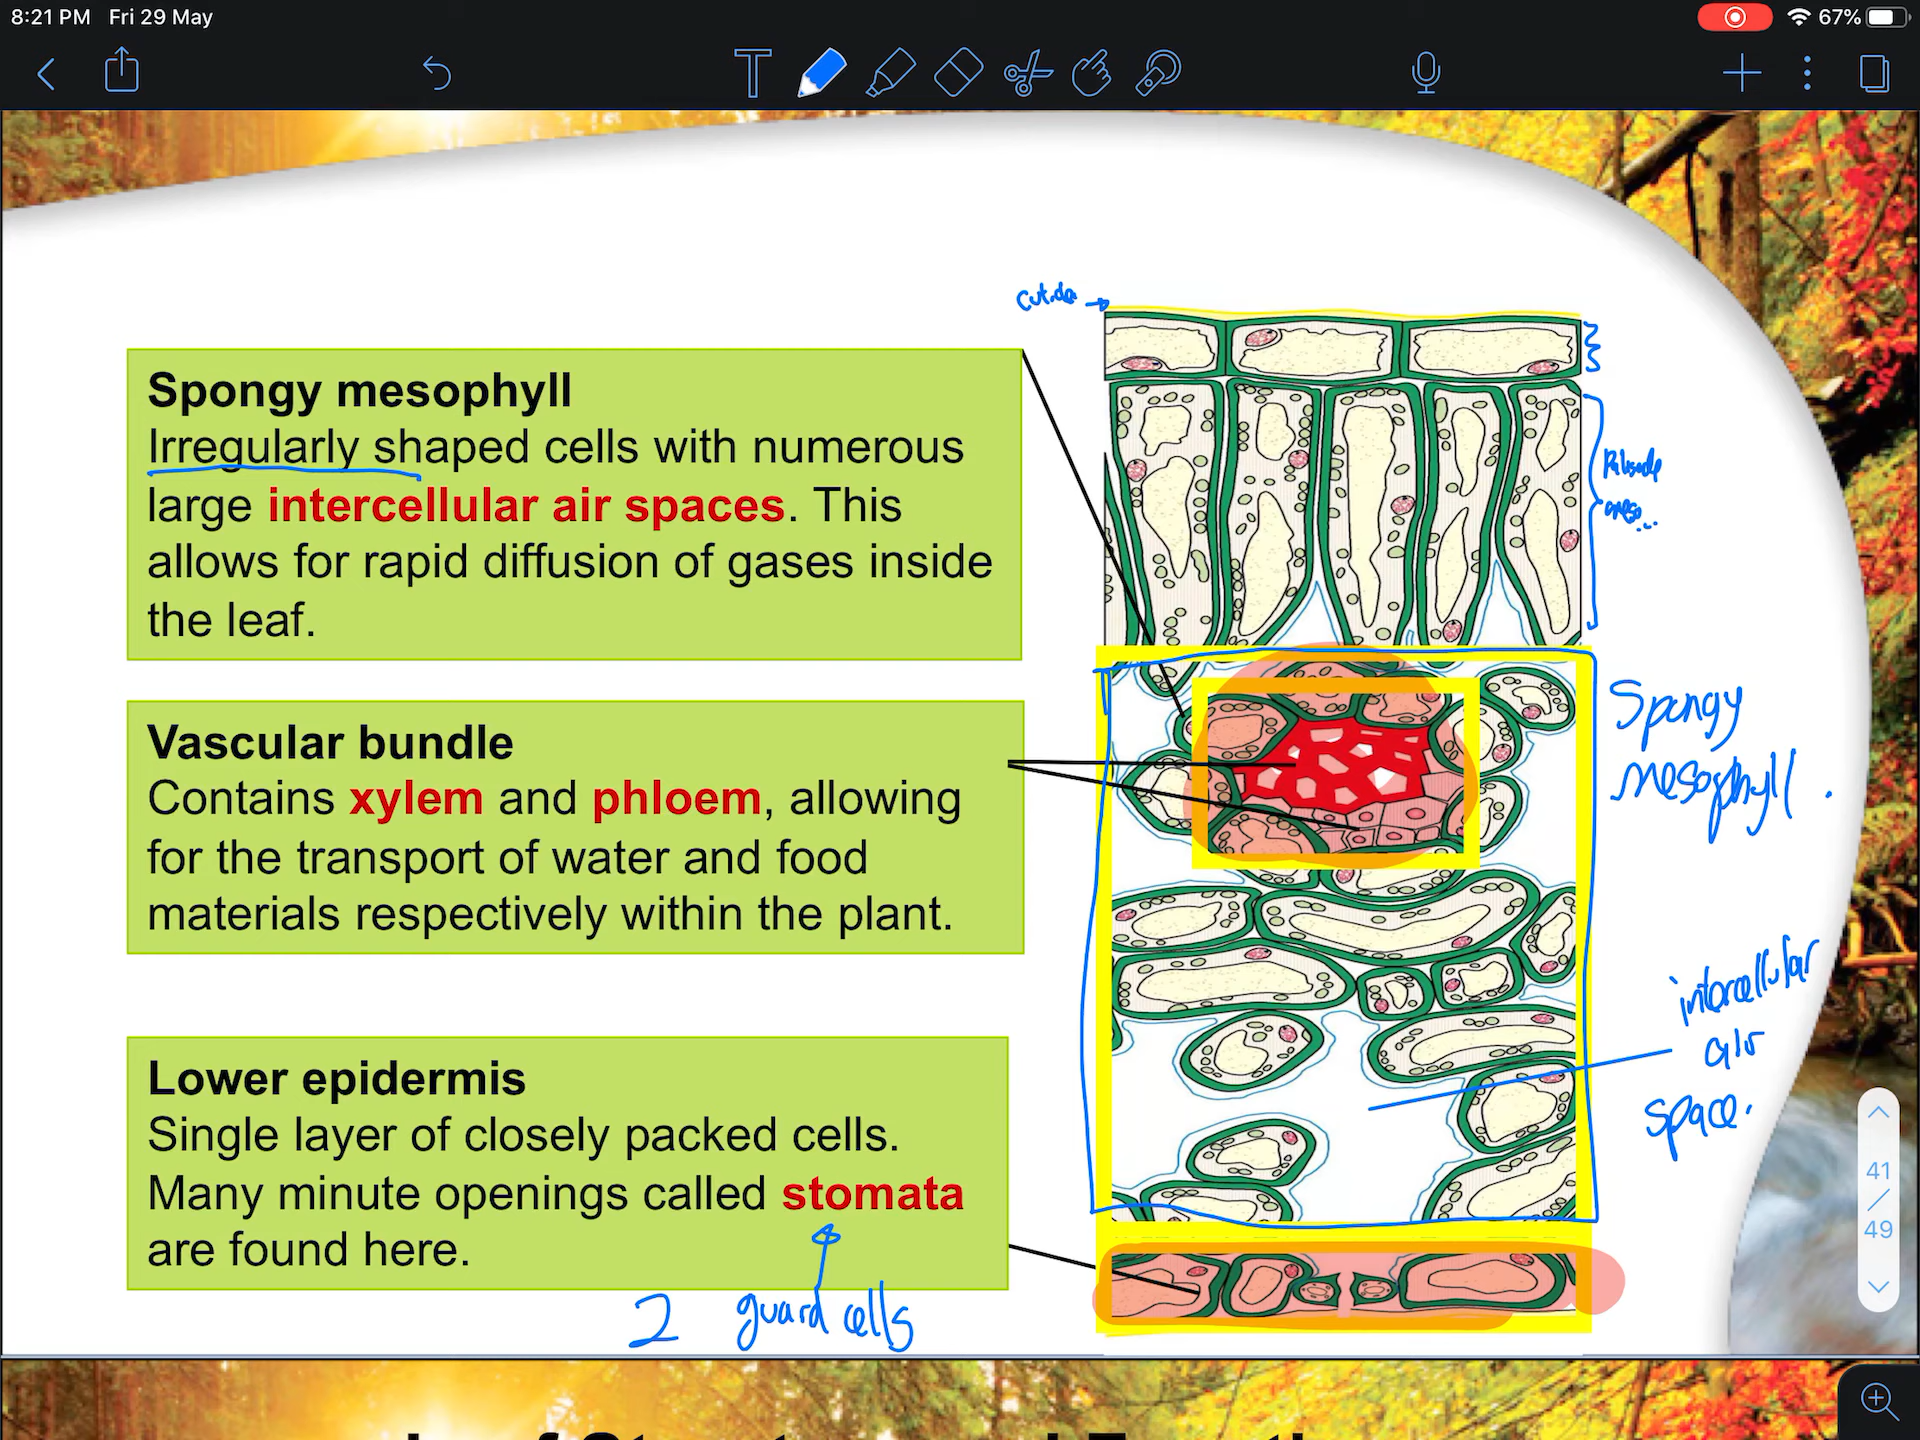 8:21 PM Fri 29 May
67%
T
Spongy mesophyll
Irregularly shaped cells with numerous
large intercellular air spaces. This
allows for rapid diffusion of gases inside
the leaf.
Vascular bundle
Contains xylem and phloem, allowing
for the transport of water and food
materials respectively within the plant.
Lower epidermis
Single layer of closely packed cells.
Many minute openings called stomata
are found here.
2 guard cells
Spongy
mesophyll.
intercellular
air
space.
41
/
49